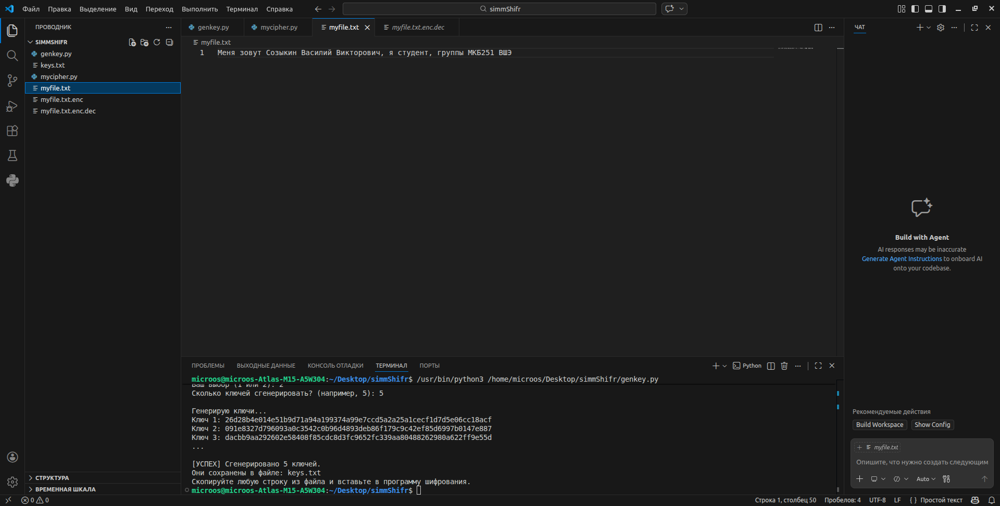 Файл Правка Выделение Вид Переход Выполнить Терминал Справка
simmShifr
ПРОВОДНИК
SIMMSHIFR
genkey.py
keys.txt
mycipher.py
myfile.txt
myfile.txt.enc
myfile.txt.enc.dec
СТРУКТУРА
ВРЕМЕННАЯ ШКАЛА
genkey.py mycipher.py myfile.txt myfile.txt.enc.dec
myfile.txt
1 Меня зовут Созыкин Василий Викторович, я студент, группы МКБ251 ВШЭ
ПРОБЛЕМЫ ВЫХОДНЫЕ ДАННЫЕ КОНСОЛЬ ОТЛАДКИ ТЕРМИНАЛ ПОРТЫ
Python
microos@microos-Atlas-M15-A5W304:~/Desktop/simmShifr$ /usr/bin/python3 /home/microos/Desktop/simmShifr/genkey.py
Ваш выбор (1 или 2): 2
Сколько ключей сгенерировать? (например, 5): 5
Генерирую ключи...
Ключ 1: 26d28b4e014e51b9d71a94a199374a99e7ccd5a2a25a1cecf1d7d5e06cc18acf
Ключ 2: 091e8327d796093a0c3542c0b96d4893deb86f179c9c42ef85d6997b0147e887
Ключ 3: dacbb9aa292602e58408f85cdc8d3fc9652fc339aa80488262980a622ff9e55d
...
[УСПЕХ] Сгенерировано 5 ключей.
Они сохранены в файле: keys.txt
Скопируйте любую строку из файла и вставьте в программу шифрования.
microos@microos-Atlas-M15-A5W304:~/Desktop/simmShifr$
ЧАТ
Build with Agent
AI responses may be inaccurate
Generate Agent Instructions to onboard AI
onto your codebase.
Рекомендуемые действия
Build Workspace Show Config
myfile.txt
Опишите, что нужно создать следующим
Auto
0 0
Строка 1, столбец 50 Пробелов: 4 UTF-8 LF { } Простой текст